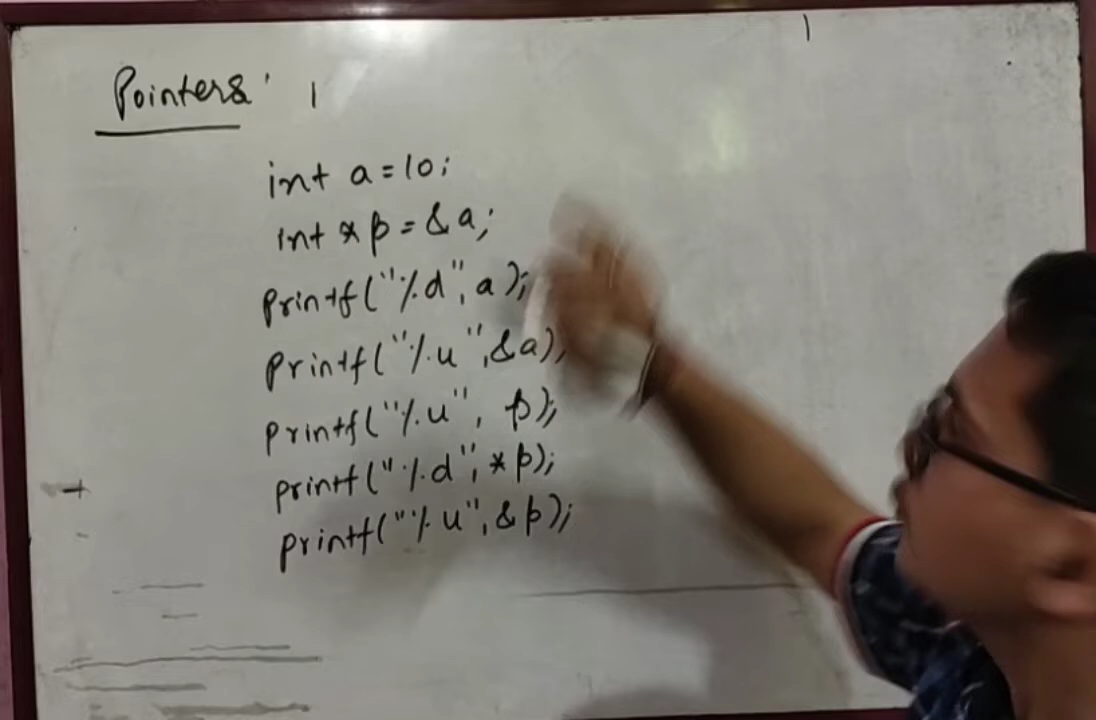 Pointers
int a = 10;
int *p = &a;
printf("%d", a);
printf("%u", &a);
printf("%u", p);
printf("%d", *p);
printf("%u", &p);